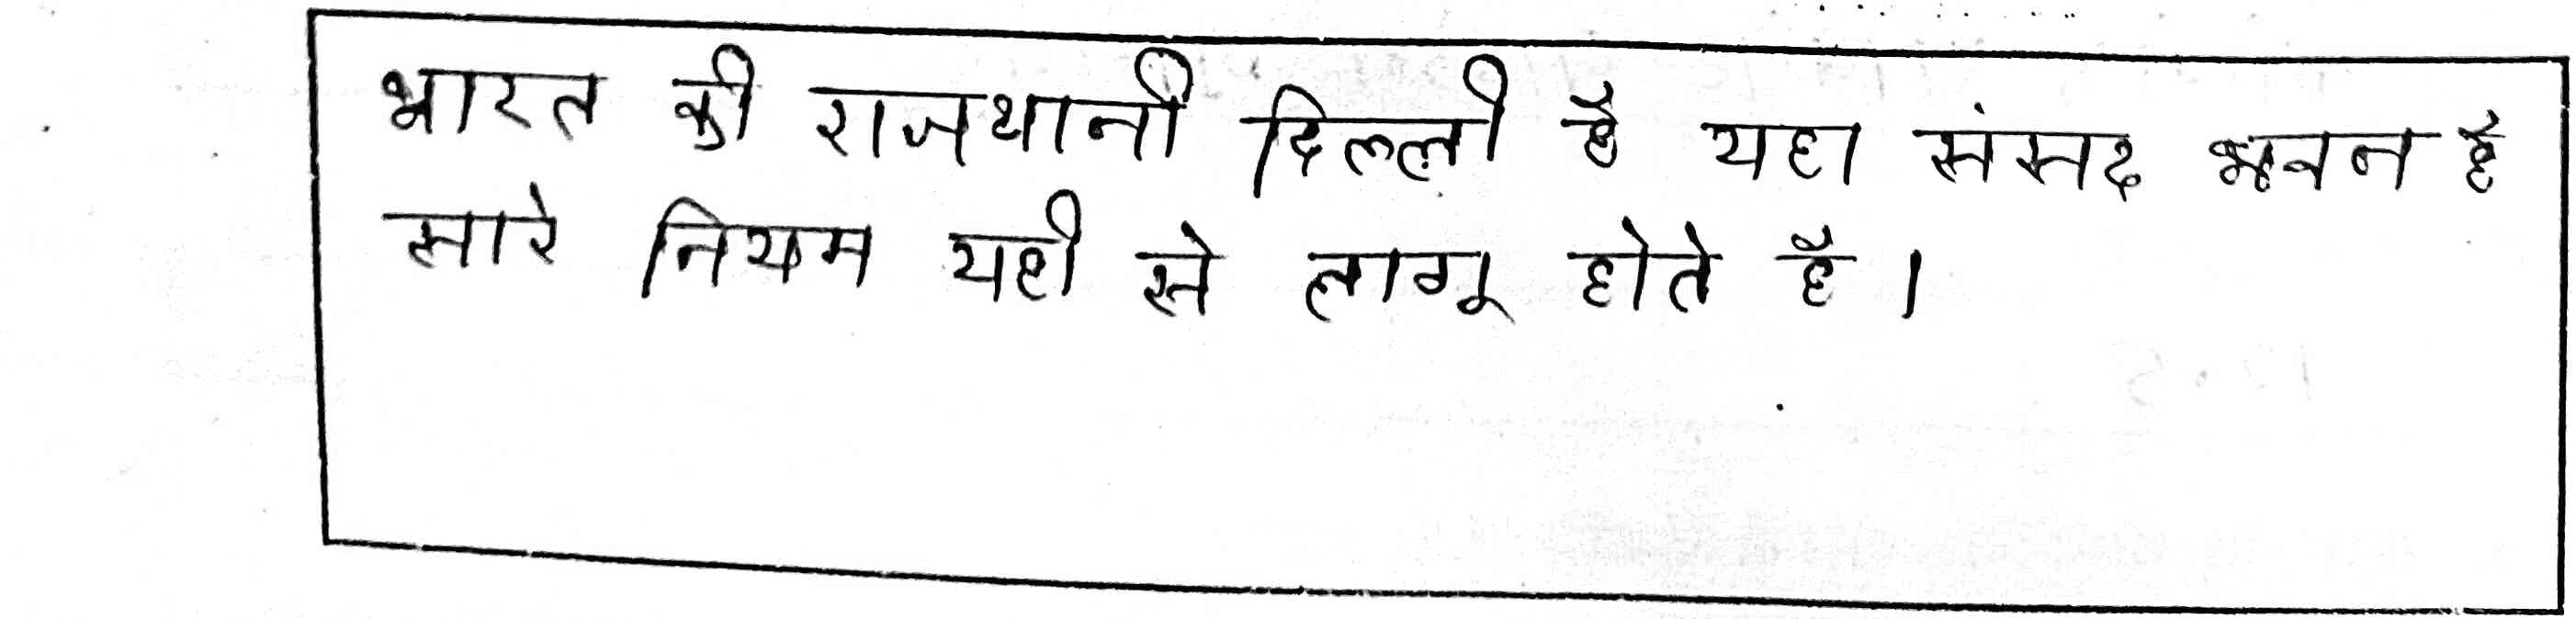 भारत की राजधानी दिल्ली है यहा संसद भवन है
सारे नियम यही से लागू होते है।